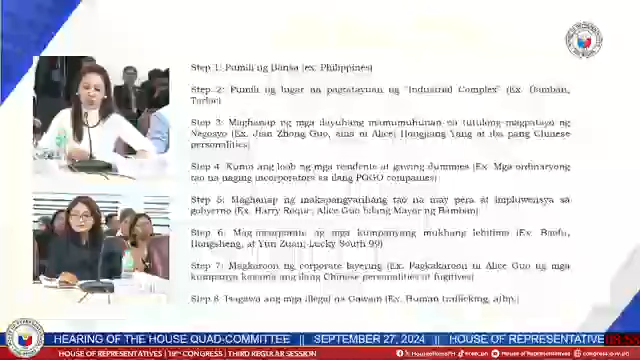 Step 1: Pumili ng Bansa (ex. Philippines)
Step 2: Pumili ng lugar na pagtatayuan ng "Industrial Complex" (Ex. Bamban,
Tarlac)
Step 3: Maghanap ng mga dayuhang mamumuhunan na tutulong-magpatayo ng
Negosyo (Ex. Jian Zhong Guo, ama ni Alice; Hongjiang Yang at iba pang Chinese
personalities)
Step 4: Kunin ang loob ng mga residente at gawing dummies (Ex. Mga ordinaryong
tao na naging incorporators sa ilang POGO companies)
Step 5: Maghanap ng makapangyarihang tao na may pera at impluwensya sa
gobyerno (Ex. Harry Roque, Alice Guo bilang Mayor ng Bamban)
Step 6: Mag-incorporate ng mga kumpanyang mukhang lehitimo (Ex. Baofu,
Hongsheng, at Zun Yuan; Lucky South 99)
Step 7: Magkaroon ng corporate layering (Ex. Pagkakaroon ni Alice Guo ng mga
kumpanya kasama ang ilang Chinese personalities at fugitives)
Step 8: Isagawa ang mga illegal na Gawain (Ex. Human trafficking, atbp.)
HEARING OF THE HOUSE QUAD-COMMITTEE || SEPTEMBER 27, 2024 || HOUSE OF REPRESENTATIVE
HOUSE OF REPRESENTATIVES | 19TH CONGRESS | THIRD REGULAR SESSION